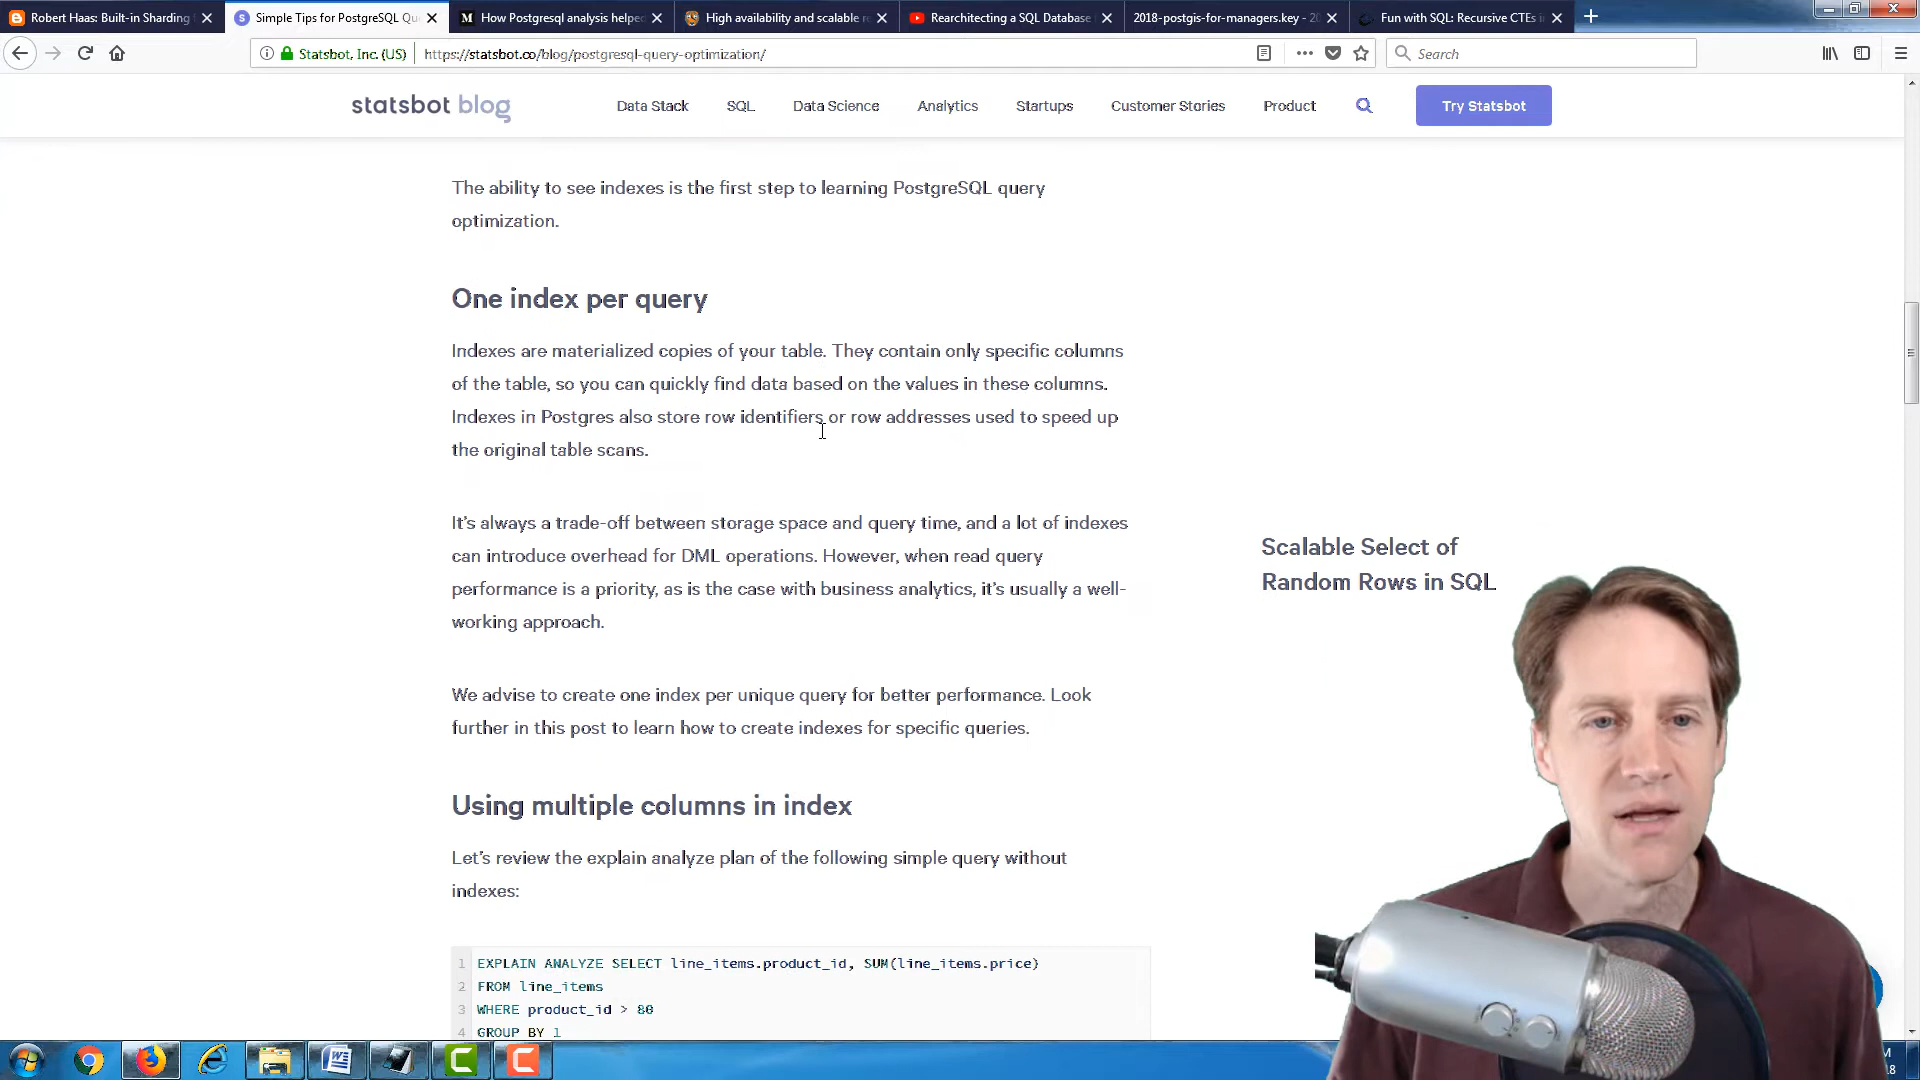 Robert Haas: Built-in Sharding
Simple Tips for PostgreSQL Qu
How Postgresql analysis helped
High availability and scalable re
Rearchitecting a SQL Database
2018-postgis-for-managers.key - 20
Fun with SQL: Recursive CTEs i
Statsbot, Inc. (US)
https://statsbot.co/blog/postgresql-query-optimization/
Search
statsbot blog
Data Stack
SQL
Data Science
Analytics
Startups
Customer Stories
Product
Try Statsbot
The ability to see indexes is the first step to learning PostgreSQL query
optimization.
One index per query
Indexes are materialized copies of your table. They contain only specific columns
of the table, so you can quickly find data based on the values in these columns.
Indexes in Postgres also store row identifiers or row addresses used to speed up
the original table scans.
It's always a trade-off between storage space and query time, and a lot of indexes
can introduce overhead for DML operations. However, when read query
performance is a priority, as is the case with business analytics, it's usually a well-
working approach.
Scalable Select of
Random Rows in SQL
We advise to create one index per unique query for better performance. Look
further in this post to learn how to create indexes for specific queries.
Using multiple columns in index
Let's review the explain analyze plan of the following simple query without
indexes:
1 EXPLAIN ANALYZE SELECT line_items.product_id, SUM(line_items.price)
2 FROM line_items
3 WHERE product_id > 80
4 GROUP BY 1